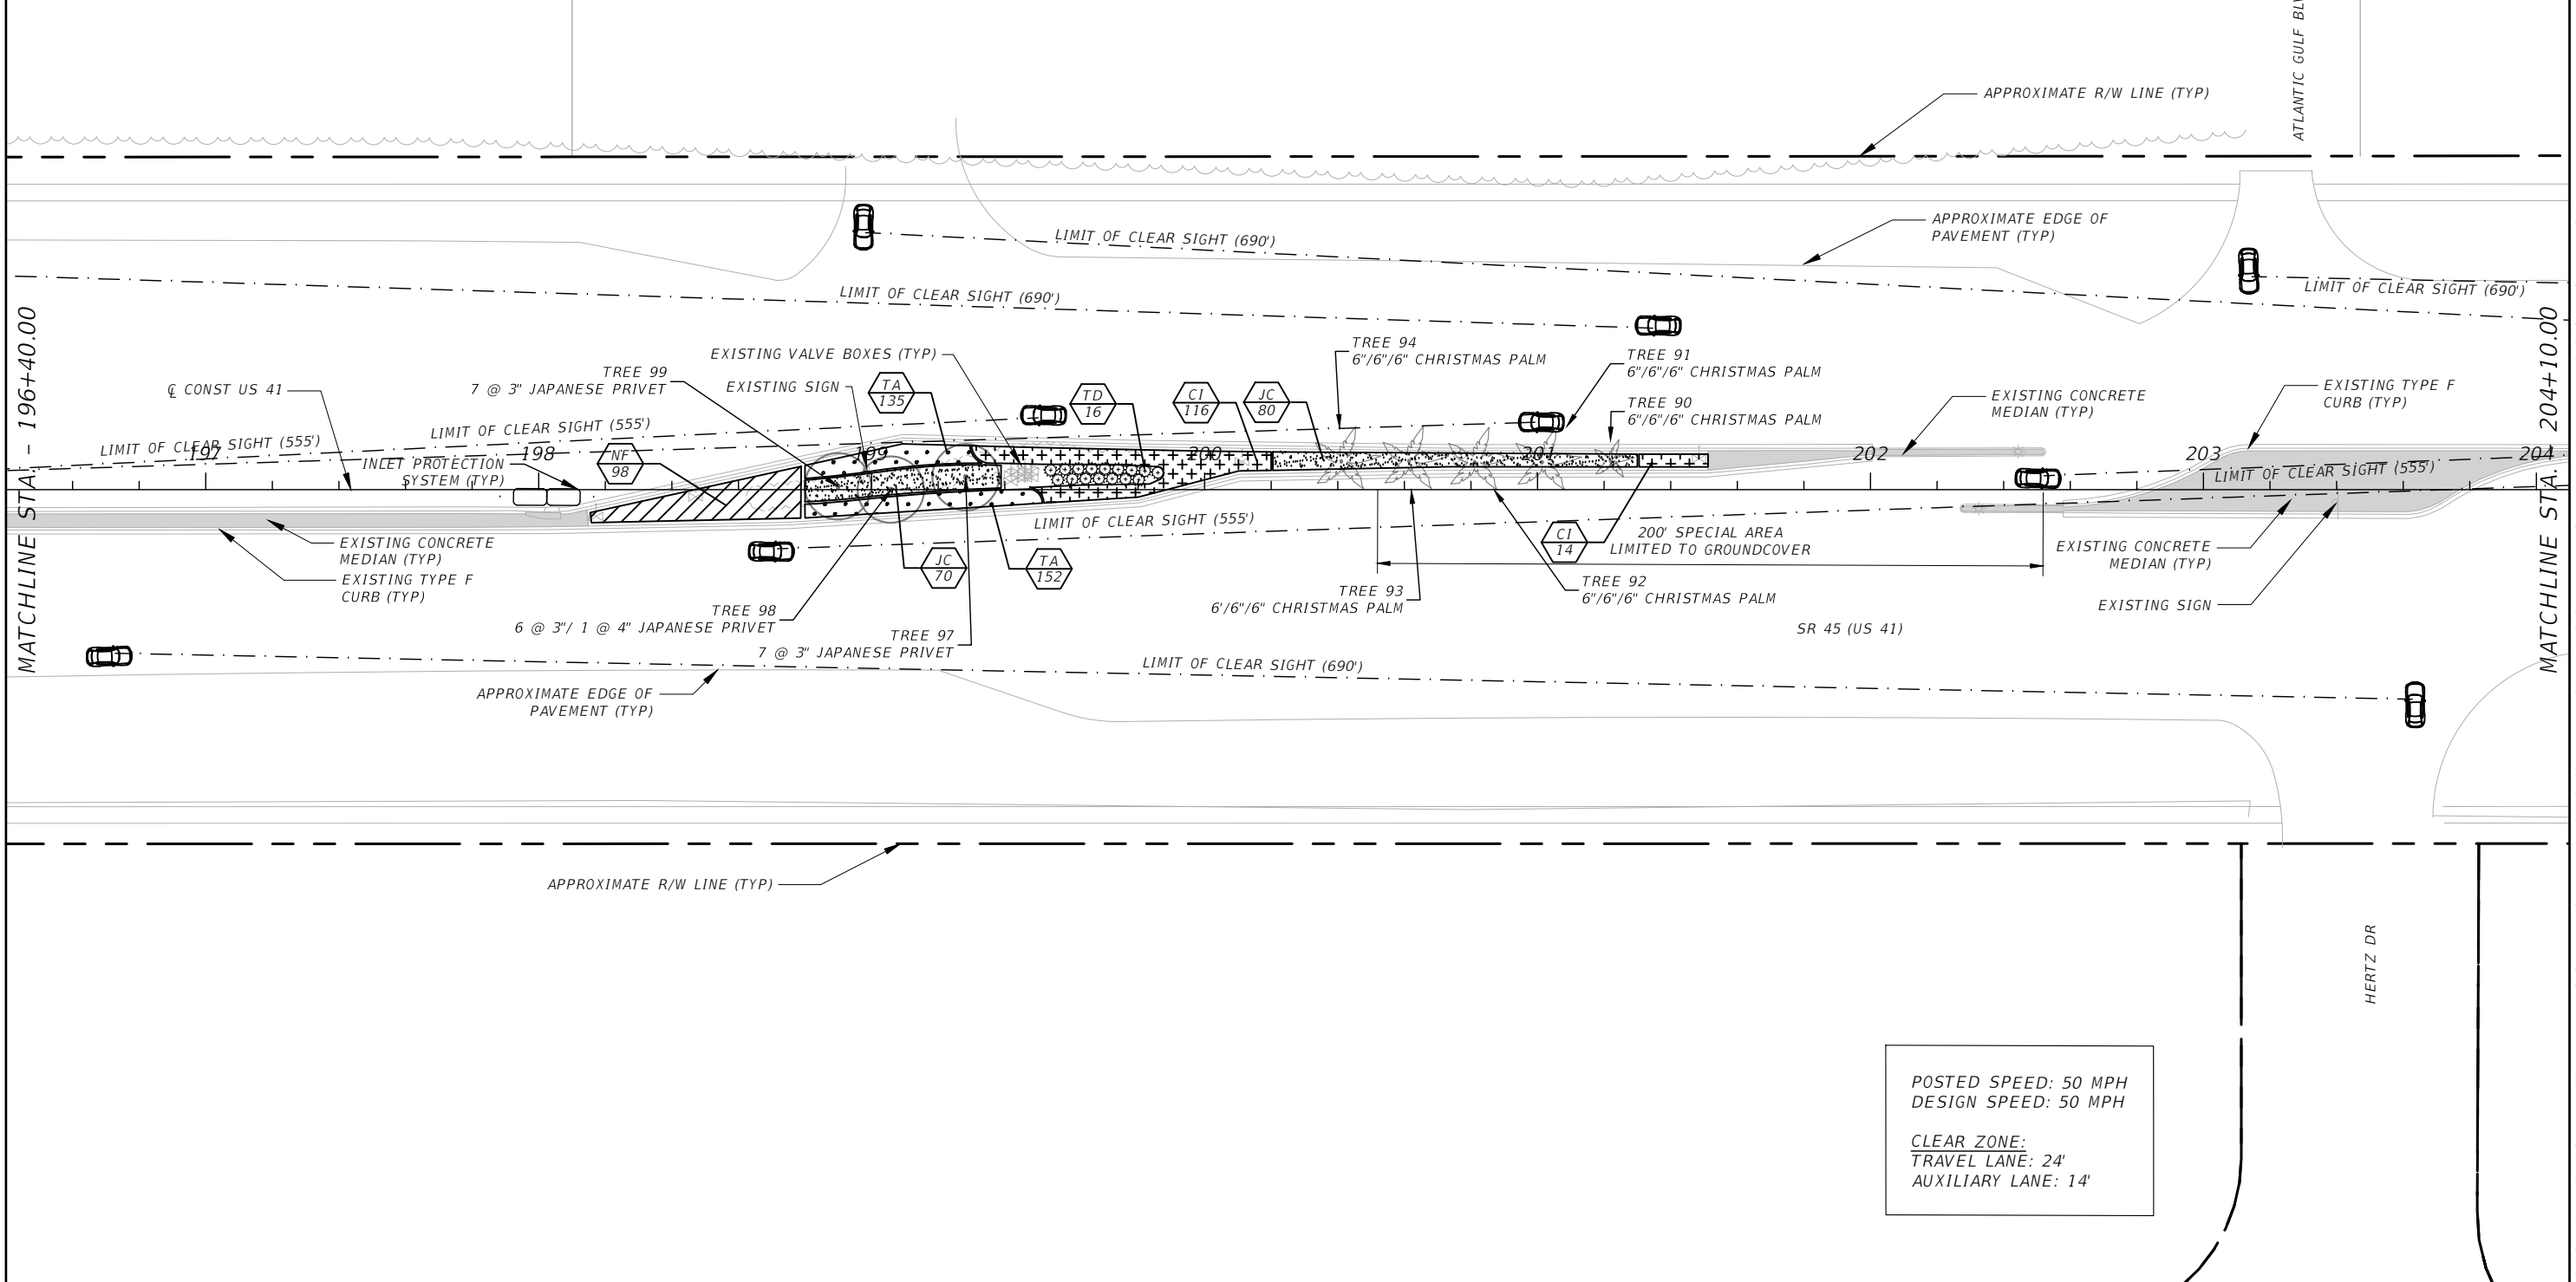 ATLANTIC GULF
APPROXIMATE R/W LINE (TYP)
APPROXIMATE EDGE OF
PAVEMENT (TYP)
LIMIT OF CLEAR SIGHT (690')
LIMIT OF CLEAR SIGHT (690')
LIMIT OF CLEAR SIGHT (690')
MATCHLINE STA. - 196+40.00
MATCHLINE STA. 204+10.00
℄ CONST US 41
TREE 99
7 @ 3" JAPANESE PRIVET
EXISTING VALVE BOXES (TYP)
EXISTING SIGN
TA
135
TD
16
CI
116
JC
80
TREE 94
6"/6"/6" CHRISTMAS PALM
TREE 91
6"/6"/6" CHRISTMAS PALM
TREE 90
6"/6"/6" CHRISTMAS PALM
EXISTING CONCRETE
MEDIAN (TYP)
EXISTING TYPE F
CURB (TYP)
LIMIT OF CLEAR SIGHT (555')
LIMIT OF CLEAR SIGHT (555')
197
198
199
200
201
202
203
204
INLET PROTECTION
SYSTEM (TYP)
NF
98
LIMIT OF CLEAR SIGHT (555')
LIMIT OF CLEAR SIGHT (555')
EXISTING CONCRETE
MEDIAN (TYP)
EXISTING TYPE F
CURB (TYP)
JC
70
TA
152
CI
14
200' SPECIAL AREA
LIMITED TO GROUNDCOVER
EXISTING CONCRETE
MEDIAN (TYP)
EXISTING SIGN
TREE 98
6 @ 3"/ 1 @ 4" JAPANESE PRIVET
TREE 97
7 @ 3" JAPANESE PRIVET
TREE 93
6'/6"/6" CHRISTMAS PALM
TREE 92
6"/6"/6" CHRISTMAS PALM
SR 45 (US 41)
LIMIT OF CLEAR SIGHT (690')
APPROXIMATE EDGE OF
PAVEMENT (TYP)
APPROXIMATE R/W LINE (TYP)
HERTZ DR
POSTED SPEED: 50 MPH
DESIGN SPEED: 50 MPH
CLEAR ZONE:
TRAVEL LANE: 24'
AUXILIARY LANE: 14'